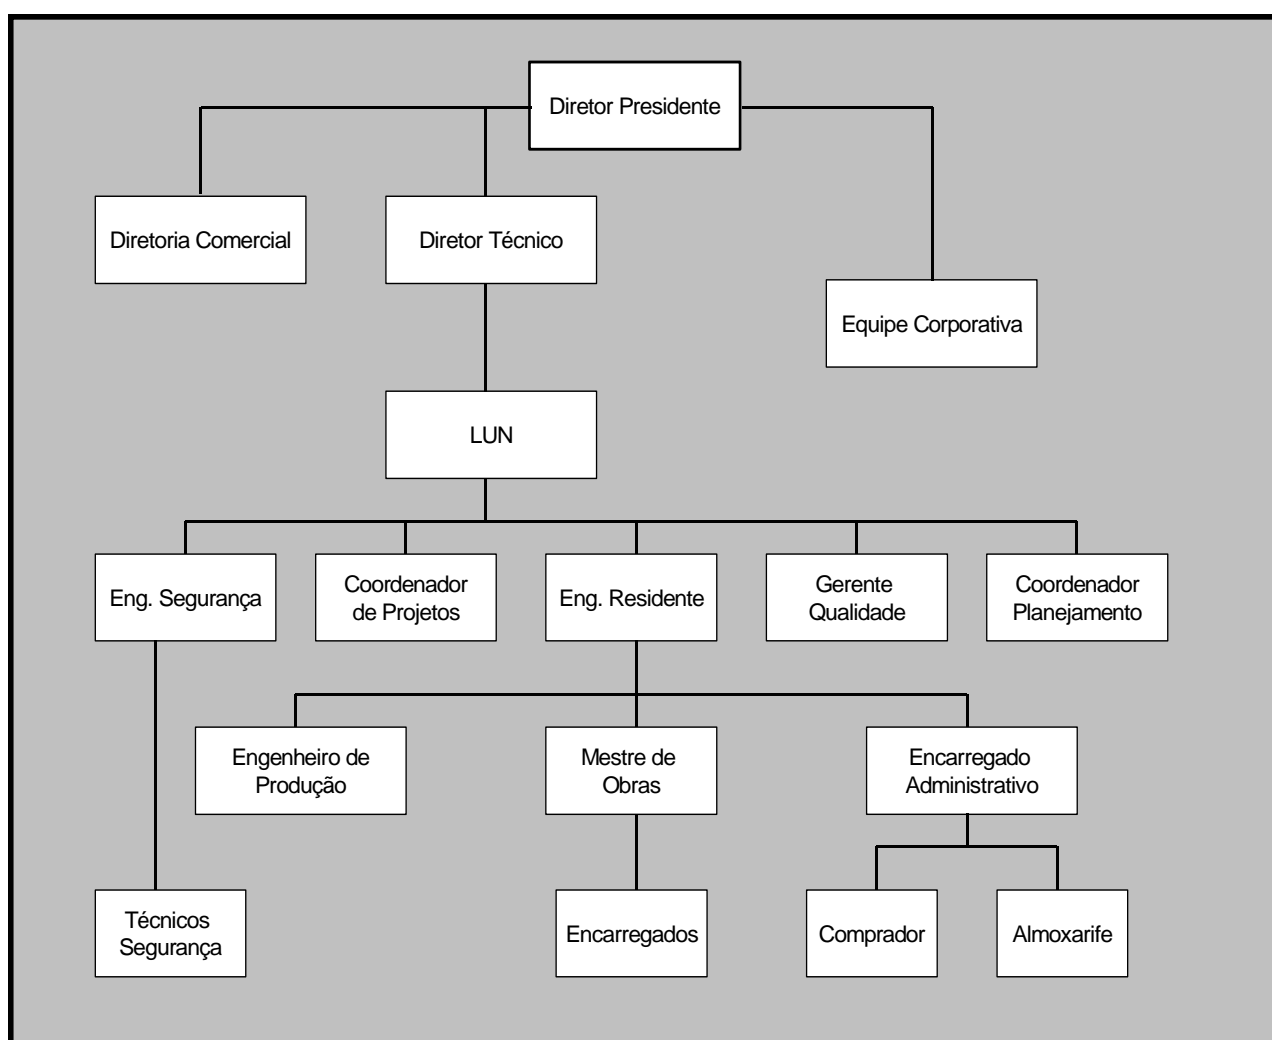 Diretor Presidente
Diretoria Comercial
Diretor Técnico
Equipe Corporativa
LUN
Eng. Segurança
Coordenador
de Projetos
Eng. Residente
Gerente
Qualidade
Coordenador
Planejamento
Engenheiro de
Produção
Mestre de
Obras
Encarregado
Administrativo
Técnicos
Segurança
Encarregados
Comprador
Almoxarife